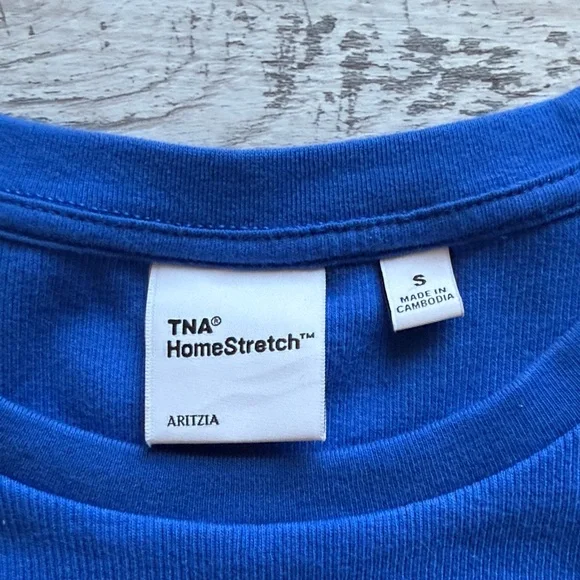 TNA®
HomeStretch™
ARITZIA
S
MADE IN
CAMBODIA